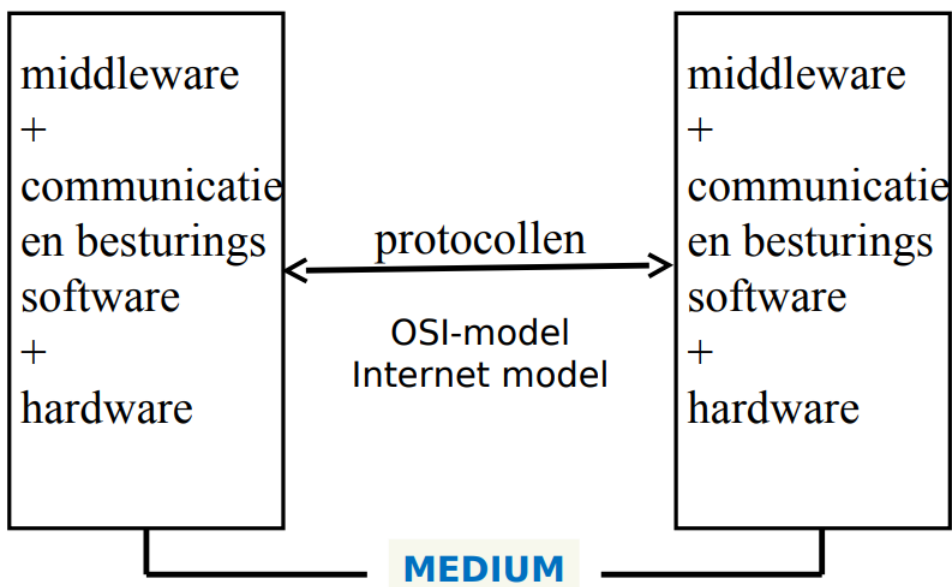 middleware
+
communicatie
en besturings
software
+
hardware
protocollen
OSI-model
Internet model
middleware
+
communicatie
en besturings
software
+
hardware
MEDIUM